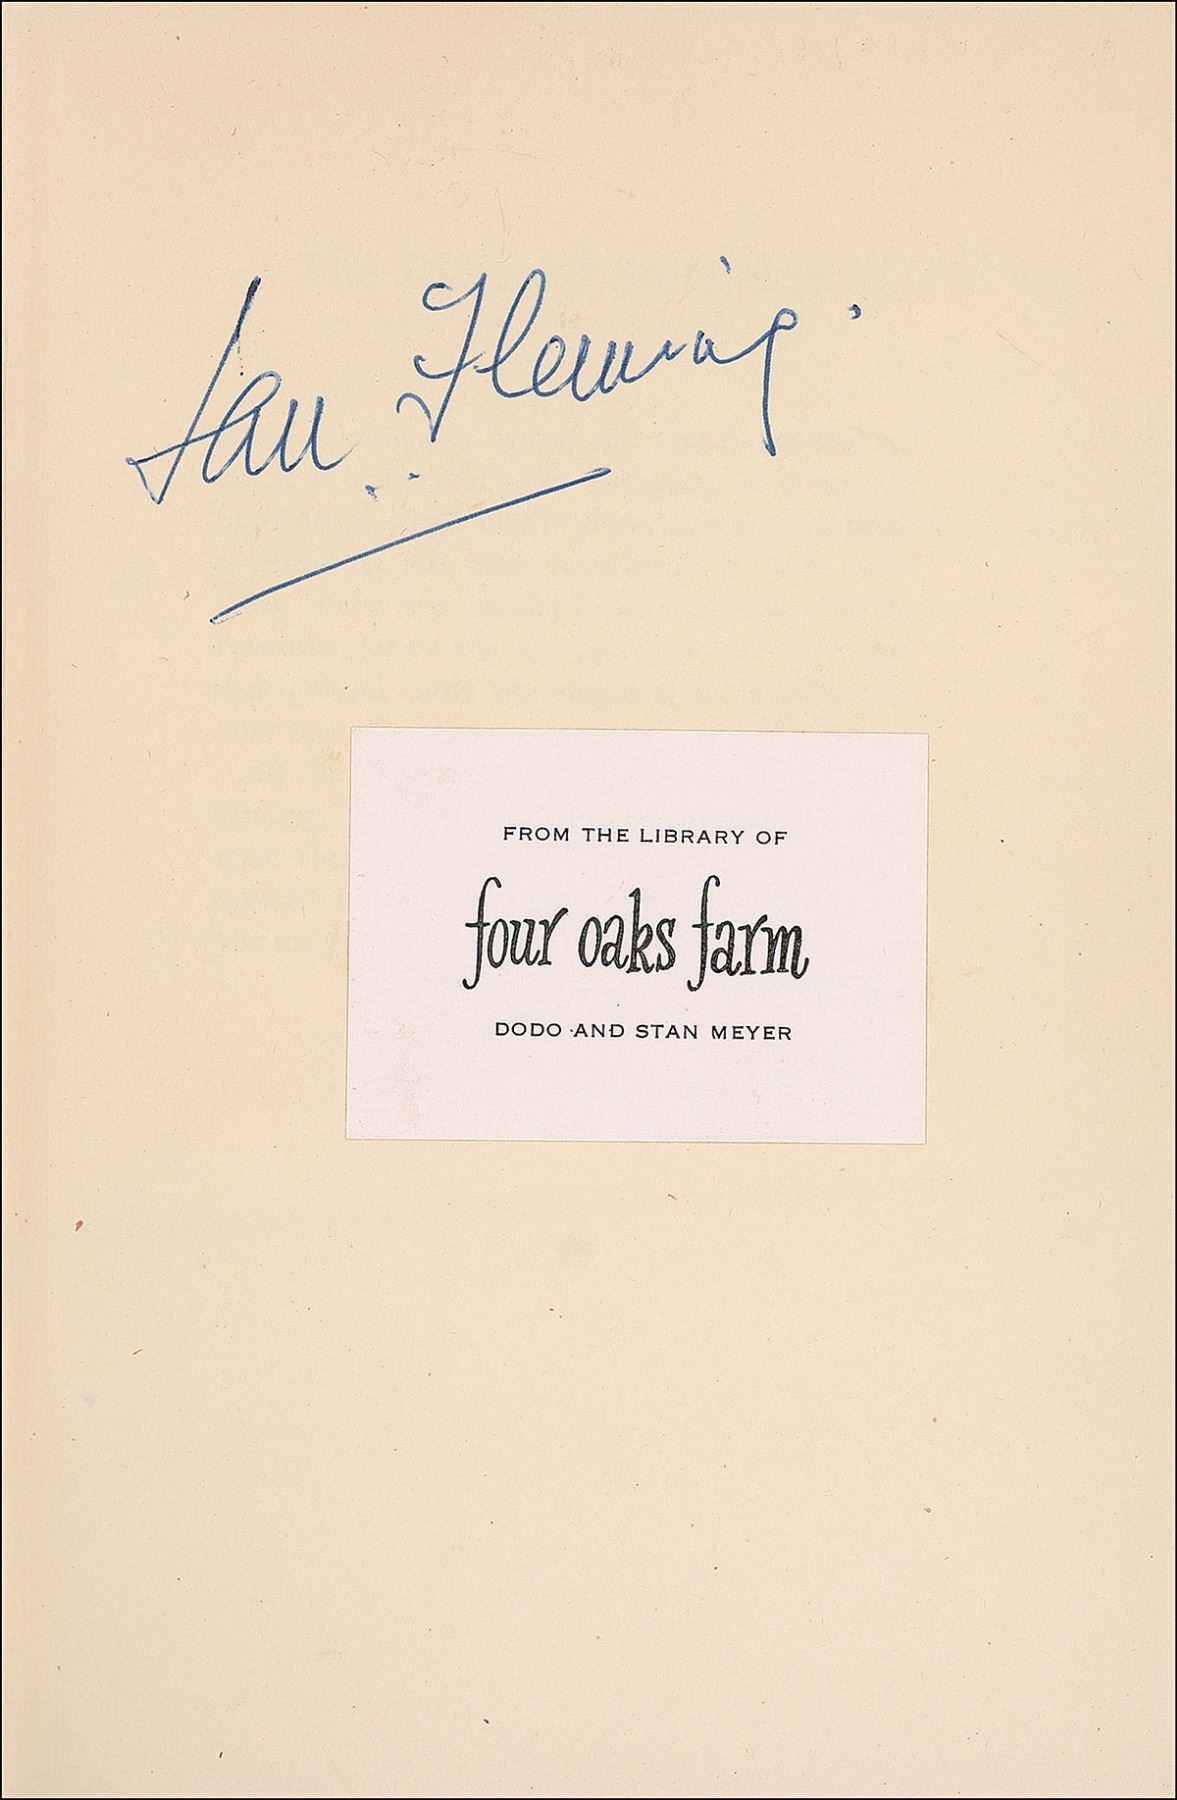 Ian Fleming.
FROM THE LIBRARY OF
four oaks farm
DODO AND STAN MEYER